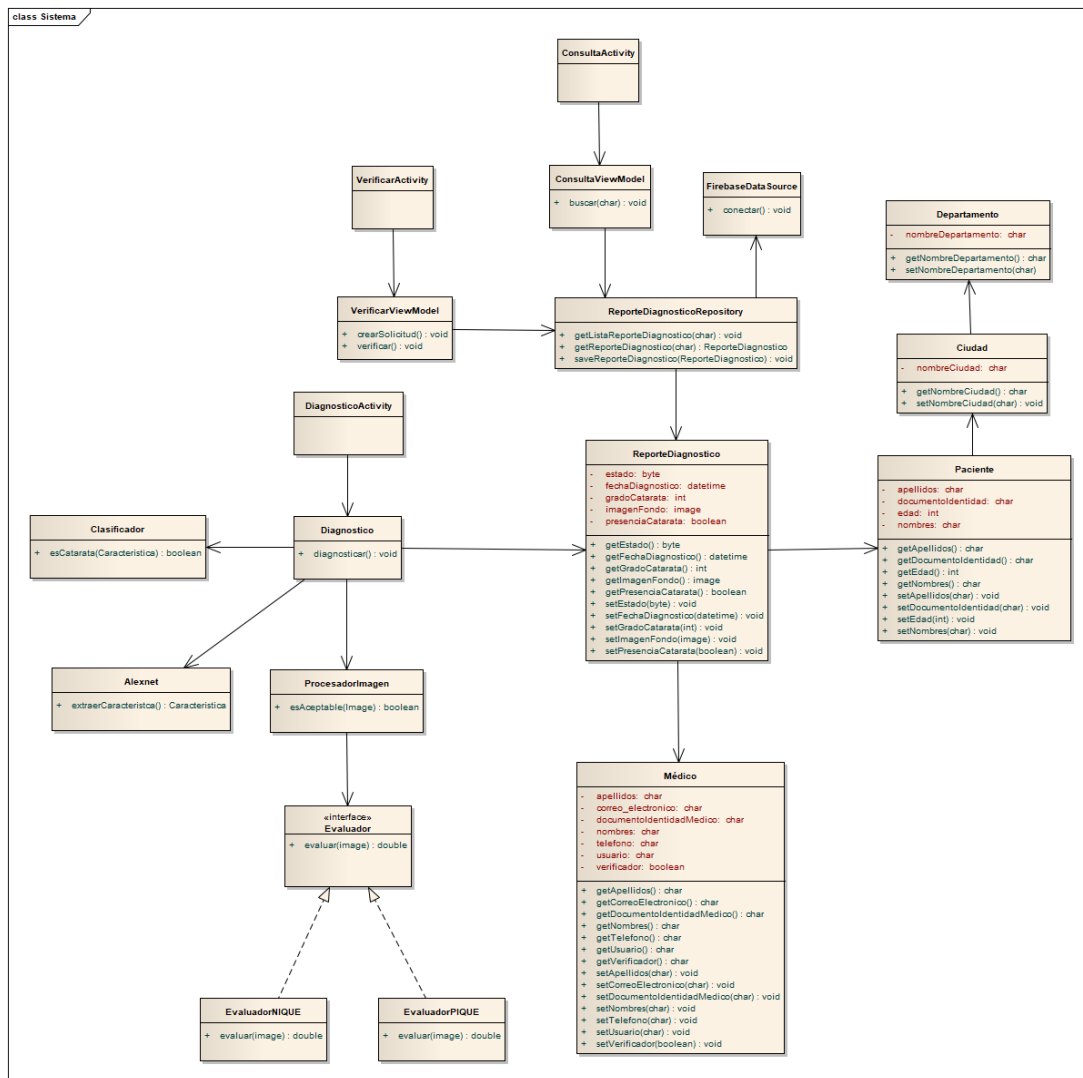 class Sistema
ConsultaActivity
VerificarActivity
ConsultaViewModel
+ buscar(char) : void
FirebaseDataSource
+ conectar() : void
Departamento
- nombreDepartamento: char
+ getNombreDepartamento() : char
+ setNombreDepartamento(char)
VerificarViewModel
+ crearSolicitud() : void
+ verificar() : void
ReporteDiagnosticoRepository
+ getListaReporteDiagnostico(char) : void
+ getReporteDiagnostico(char) : ReporteDiagnostico
+ saveReporteDiagnostico(ReporteDiagnostico) : void
Ciudad
- nombreCiudad: char
+ getNombreCiudad() : char
+ setNombreCiudad(char) : void
DiagnosticoActivity
ReporteDiagnostico
- estado: byte
- fechaDiagnostico: datetime
- gradoCatarata: int
- imagenFondo: image
- presenciaCatarata: boolean
+ getEstado() : byte
+ getFechaDiagnostico() : datetime
+ getGradoCatarata() : int
+ getImagenFondo() : image
+ getPresenciaCatarata() : boolean
+ setEstado(byte) : void
+ setFechaDiagnostico(datetime) : void
+ setGradoCatarata(int) : void
+ setImagenFondo(image) : void
+ setPresenciaCatarata(boolean) : void
Paciente
- apellidos: char
- documentoIdentidad: char
- edad: int
- nombres: char
+ getApellidos() : char
+ getDocumentoIdentidad() : char
+ getEdad() : int
+ getNombres() : char
+ setApellidos(char) : void
+ setDocumentoIdentidad(char) : void
+ setEdad(int) : void
+ setNombres(char) : void
Clasificador
+ esCatarata(Caracteristica) : boolean
Diagnostico
+ diagnosticar() : void
Alexnet
+ extraerCaracteristca() : Caracteristica
ProcesadorImagen
+ esAceptable(Image) : boolean
«interface»
Evaluador
+ evaluar(image) : double
Médico
- apellidos: char
- correo_electronico: char
- documentoIdentidadMedico: char
- nombres: char
- telefono: char
- usuario: char
- verificador: boolean
+ getApellidos() : char
+ getCorreoElectronico() : char
+ getDocumentoIdentidadMedico() : char
+ getNombres() : char
+ getTelefono() : char
+ getUsuario() : char
+ getVerificador() : char
+ setApellidos(char) : void
+ setCorreoElectronico(char) : void
+ setDocumentoIdentidadMedico(char) : void
+ setNombres(char) : void
+ setTelefono(char) : void
+ setUsuario(char) : void
+ setVerificador(boolean) : void
EvaluadorNIQUE
+ evaluar(image) : double
EvaluadorPIQUE
+ evaluar(image) : double